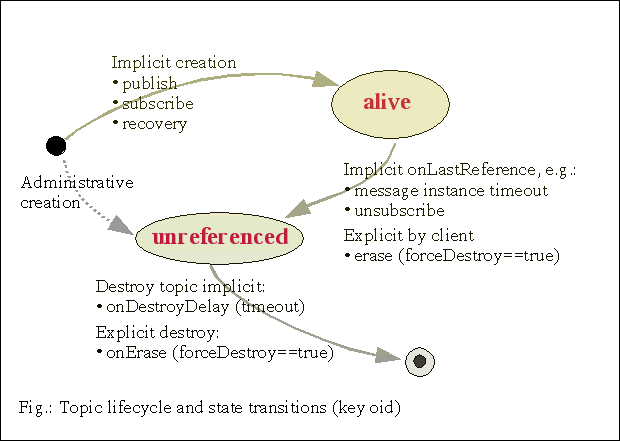 Implicit creation
• publish
• subscribe
• recovery
alive
Administrative
creation
Implicit onLastReference, e.g.:
• message instance timeout
• unsubscribe
Explicit by client
• erase (forceDestroy==true)
unreferenced
Destroy topic implicit:
• onDestroyDelay (timeout)
Explicit destroy:
• onErase (forceDestroy==true)
Fig.: Topic lifecycle and state transitions (key oid)